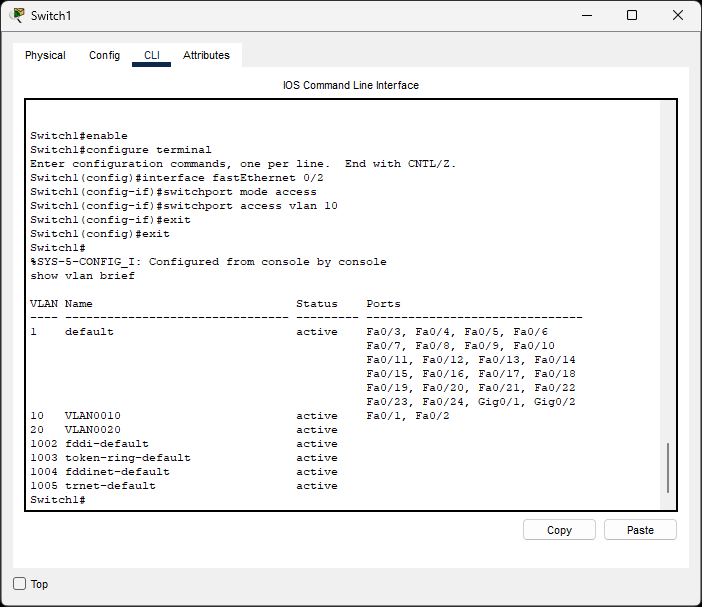 Switch1
Physical Config CLI Attributes
IOS Command Line Interface
Switch1#enable
Switch1#configure terminal
Enter configuration commands, one per line.  End with CNTL/Z.
Switch1(config)#interface fastEthernet 0/2
Switch1(config-if)#switchport mode access
Switch1(config-if)#switchport access vlan 10
Switch1(config-if)#exit
Switch1(config)#exit
Switch1#
%SYS-5-CONFIG_I: Configured from console by console
show vlan brief
VLAN Name                             Status    Ports
---- -------------------------------- --------- -------------------------------
1    default                          active    Fa0/3, Fa0/4, Fa0/5, Fa0/6
                                                Fa0/7, Fa0/8, Fa0/9, Fa0/10
                                                Fa0/11, Fa0/12, Fa0/13, Fa0/14
                                                Fa0/15, Fa0/16, Fa0/17, Fa0/18
                                                Fa0/19, Fa0/20, Fa0/21, Fa0/22
                                                Fa0/23, Fa0/24, Gig0/1, Gig0/2
10   VLAN0010                         active    Fa0/1, Fa0/2
20   VLAN0020                         active
1002 fddi-default                     active
1003 token-ring-default               active
1004 fddinet-default                  active
1005 trnet-default                    active
Switch1#
Copy Paste
Top